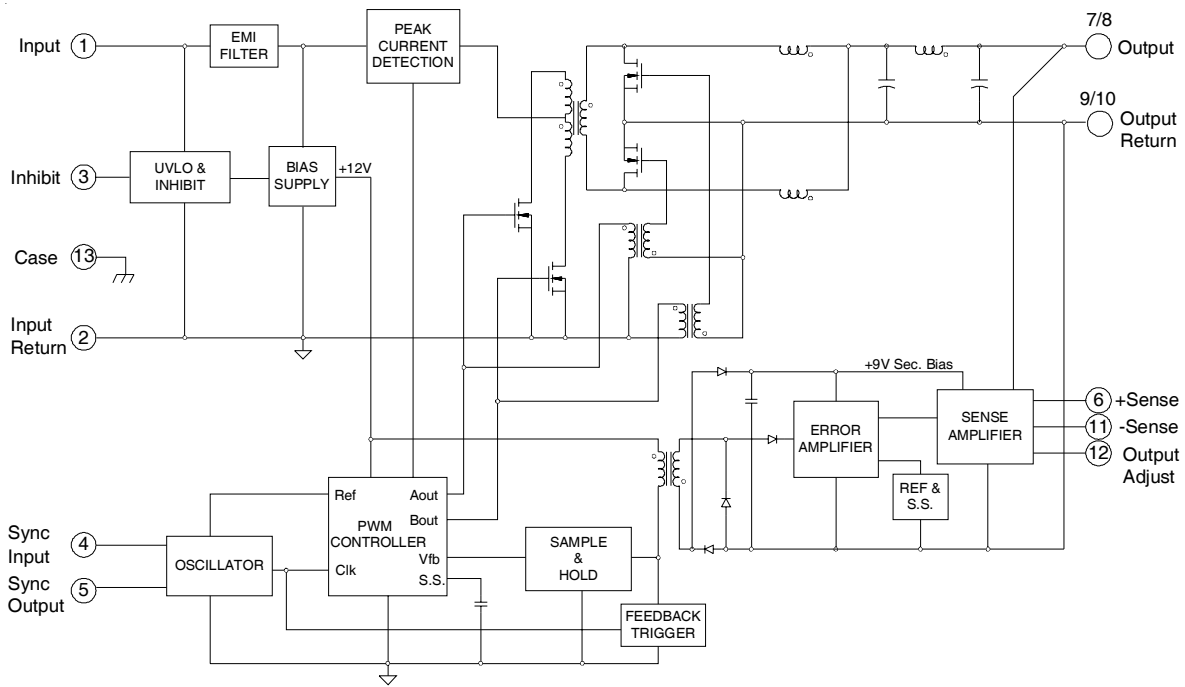 Input 1
EMI
FILTER
PEAK
CURRENT
DETECTION
7/8
Output
9/10
Output
Return
Inhibit 3
UVLO &
INHIBIT
BIAS
SUPPLY
+12V
Case 13
Input
Return 2
+9V Sec. Bias
ERROR
AMPLIFIER
SENSE
AMPLIFIER
6 +Sense
11 -Sense
12 Output
Adjust
REF &
S.S.
Ref
Aout
Bout
PWM
CONTROLLER
Vfb
Clk
S.S.
SAMPLE
&
HOLD
FEEDBACK
TRIGGER
Sync
Input 4
OSCILLATOR
Sync
Output 5